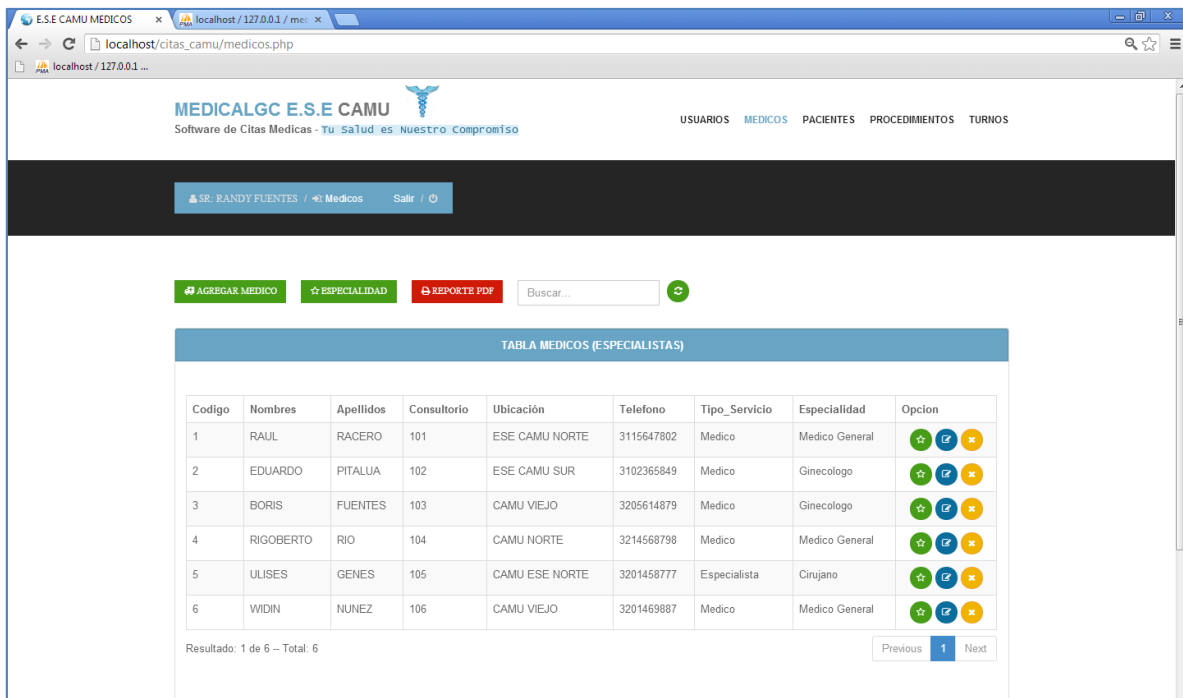 E.S.E CAMU MEDICOS
localhost / 127.0.0.1 / mec
localhost/citas_camu/medicos.php
localhost / 127.0.0.1 ...
MEDICALGC E.S.E CAMU
Software de Citas Medicas - Tu Salud es Nuestro Compromiso
USUARIOS MEDICOS PACIENTES PROCEDIMIENTOS TURNOS
SR: RANDY FUENTES / Medicos Salir /
AGREGAR MEDICO ESPECIALIDAD REPORTE PDF Buscar...
TABLA MEDICOS (ESPECIALISTAS)
Codigo Nombres Apellidos Consultorio Ubicación Telefono Tipo_Servicio Especialidad Opcion
1 RAUL RACERO 101 ESE CAMU NORTE 3115647802 Medico Medico General
2 EDUARDO PITALUA 102 ESE CAMU SUR 3102365849 Medico Ginecologo
3 BORIS FUENTES 103 CAMU VIEJO 3205614879 Medico Ginecologo
4 RIGOBERTO RIO 104 CAMU NORTE 3214568798 Medico Medico General
5 ULISES GENES 105 CAMU ESE NORTE 3201458777 Especialista Cirujano
6 WIDIN NUNEZ 106 CAMU VIEJO 3201469887 Medico Medico General
Resultado: 1 de 6 -- Total: 6
Previous 1 Next